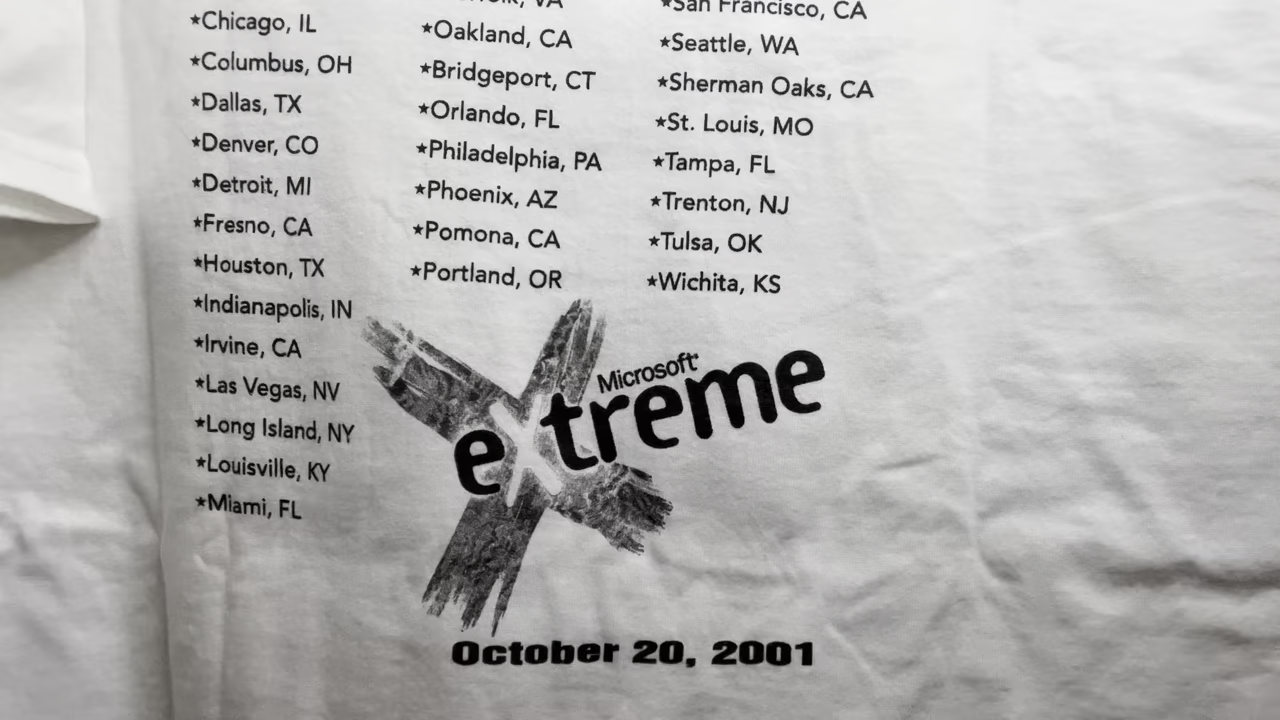 *Chicago, IL
*Columbus, OH
*Dallas, TX
*Denver, CO
*Detroit, MI
*Fresno, CA
*Houston, TX
*Indianapolis, IN
*Irvine, CA
*Las Vegas, NV
*Long Island, NY
*Louisville, KY
*Miami, FL
VA
*Oakland, CA
*Bridgeport, CT
*Orlando, FL
*Philadelphia, PA
*Phoenix, AZ
*Pomona, CA
*Portland, OR
*San Francisco, CA
*Seattle, WA
*Sherman Oaks, CA
*St. Louis, MO
*Tampa, FL
*Trenton, NJ
*Tulsa, OK
*Wichita, KS
Microsoft
eXtreme
October 20, 2001